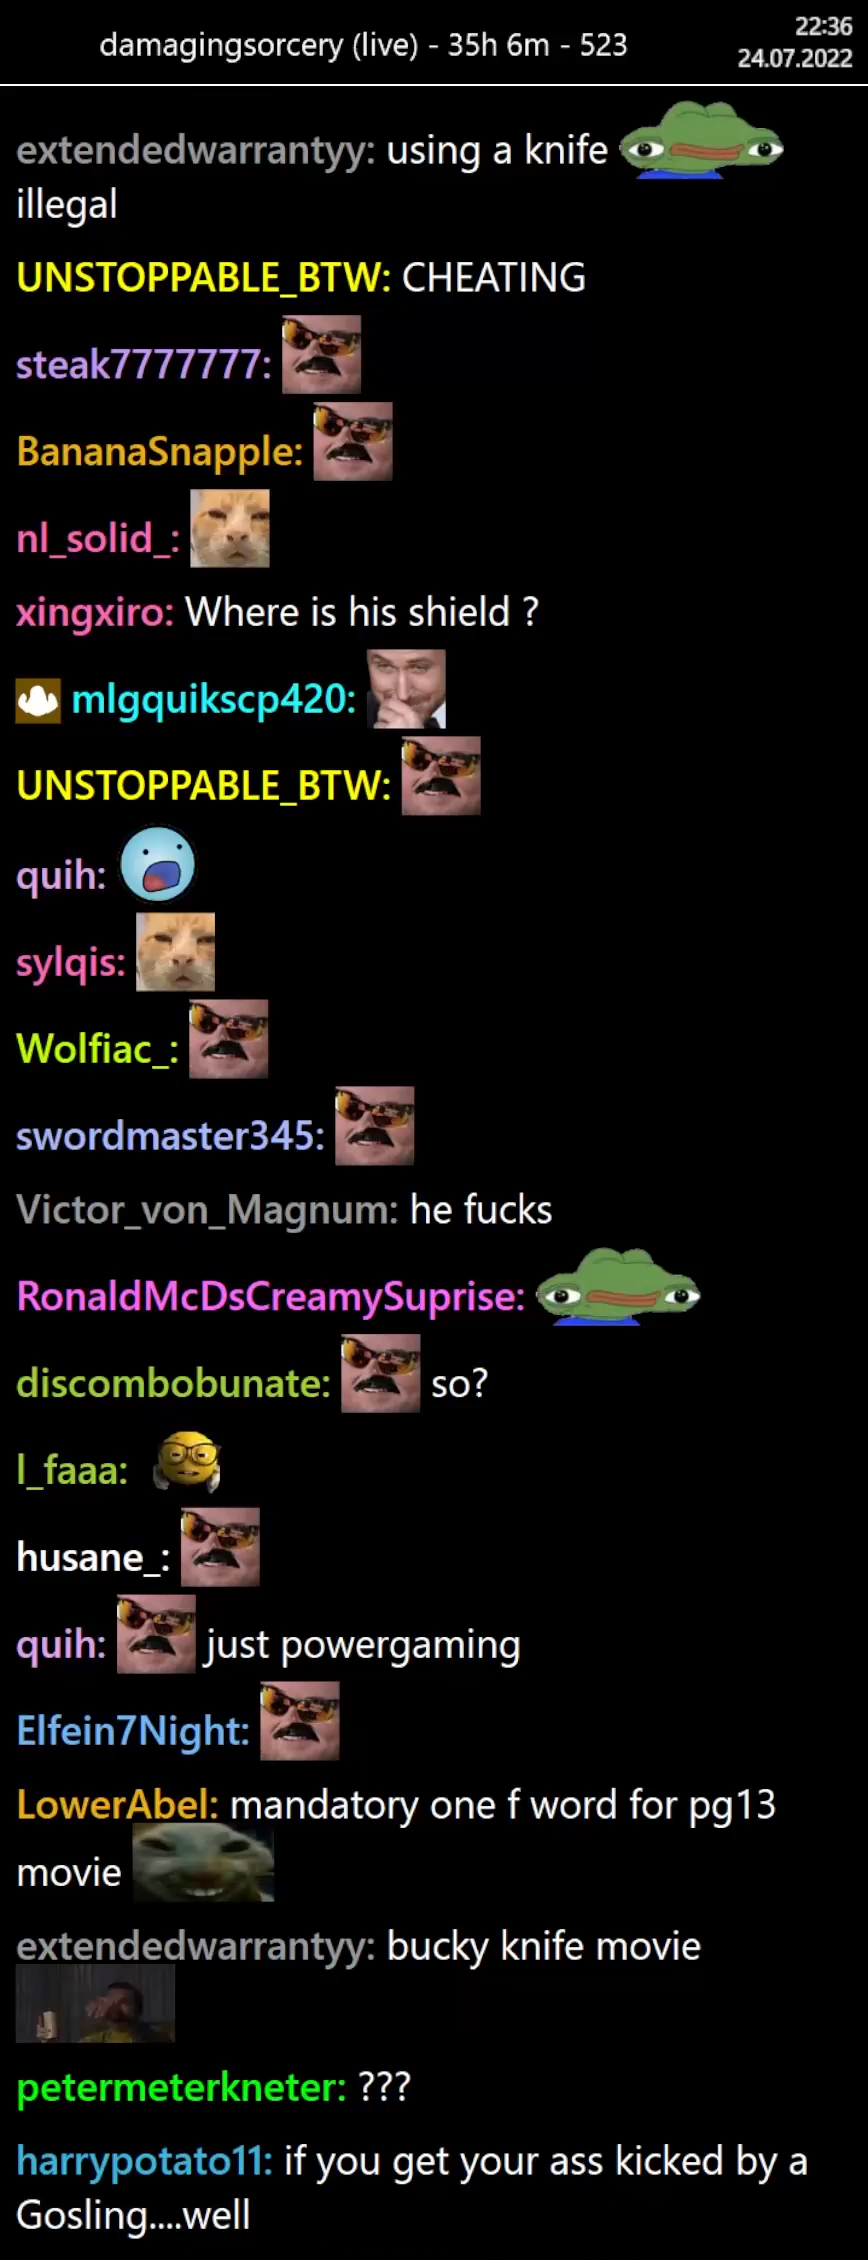 damagingsorcery (live) - 35h 6m - 523
22:36
24.07.2022
extendedwarrantyy: using a knife
illegal
UNSTOPPABLE_BTW: CHEATING
steak7777777:
BananaSnapple:
nl_solid_:
xingxiro: Where is his shield ?
mlgquikscp420:
UNSTOPPABLE_BTW:
quih:
sylqis:
Wolfiac_:
swordmaster345:
Victor_von_Magnum: he fucks
RonaldMcDsCreamySuprise:
discombobunate: so?
l_faaa:
husane_:
quih: just powergaming
Elfein7Night:
LowerAbel: mandatory one f word for pg13
movie
extendedwarrantyy: bucky knife movie
petermeterkneter: ???
harrypotato11: if you get your ass kicked by a
Gosling....well